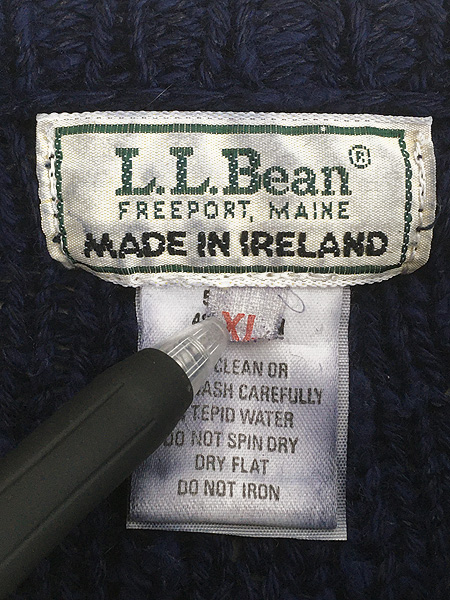 L.L.Bean®
FREEPORT, MAINE
MADE IN IRELAND
XL
CLEAN OR
ASH CAREFULLY
TEPID WATER
DO NOT SPIN DRY
DRY FLAT
DO NOT IRON